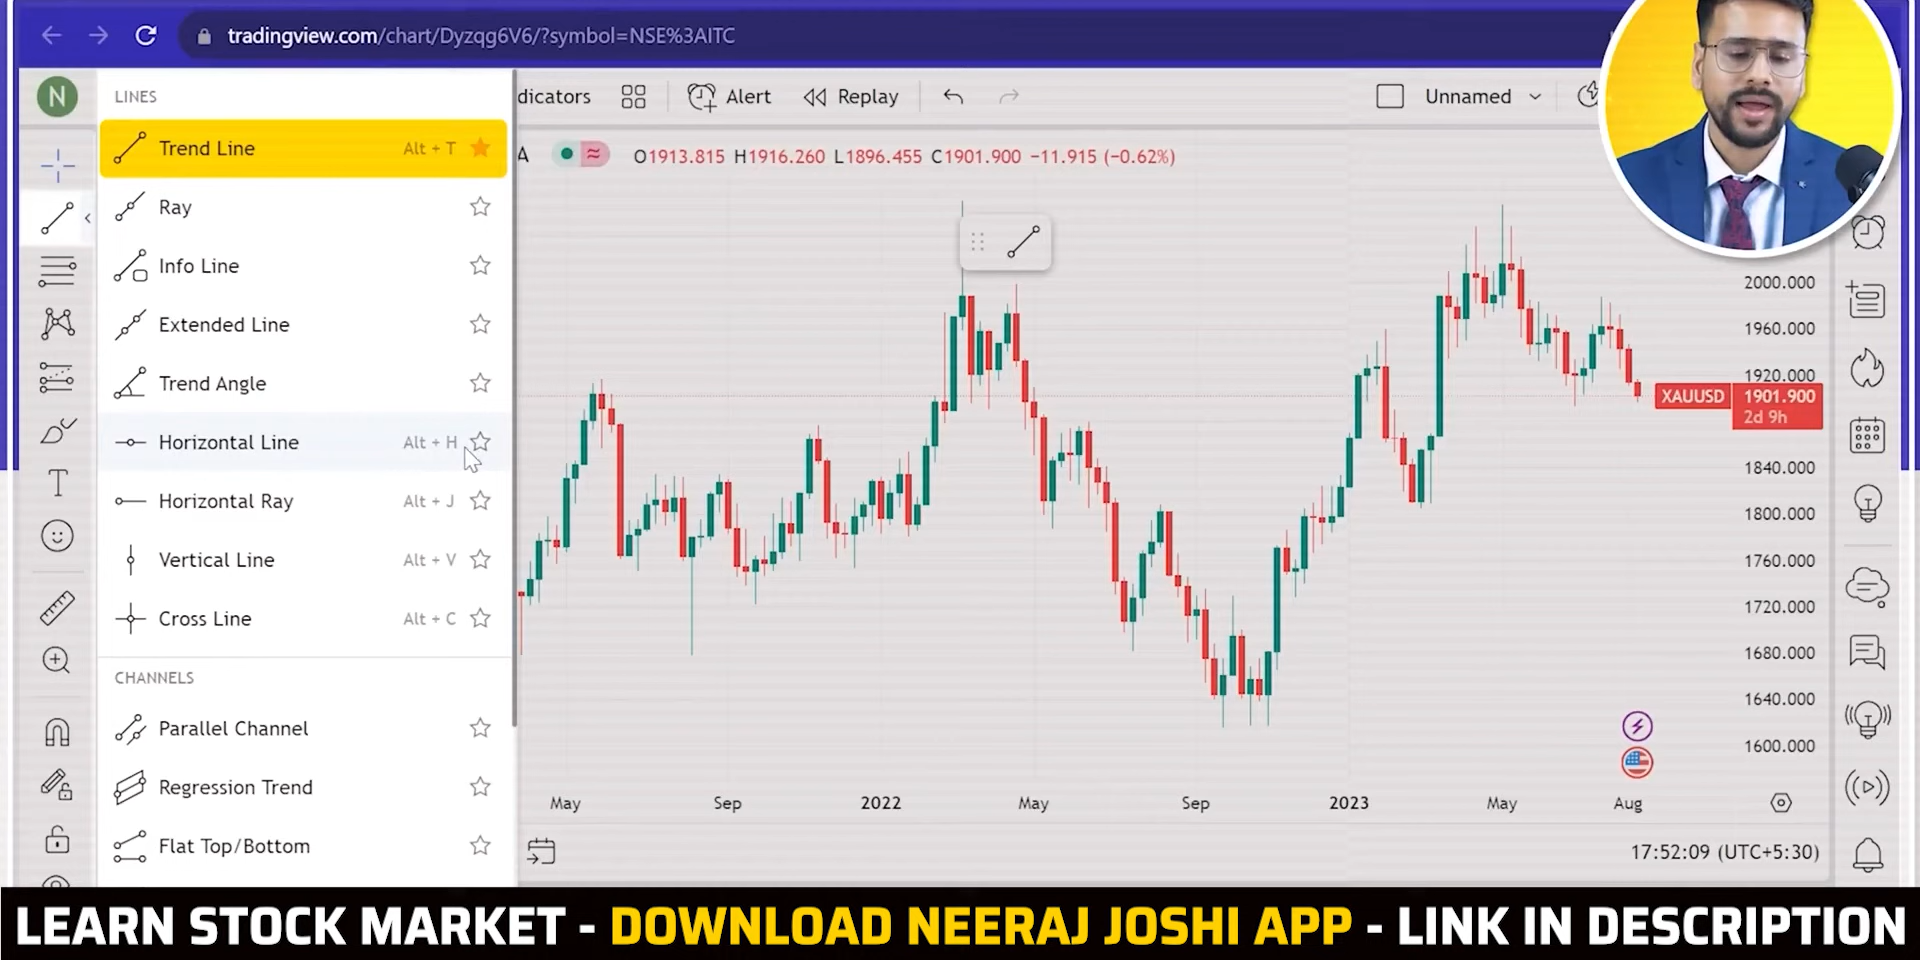 tradingview.com/chart/Dyzqg6V6/?symbol=NSE%3AITC
N
LINES
dicators
Alert
Replay
Unnamed
Trend Line Alt + T
A
O1913.815 H1916.260 L1896.455 C1901.900 −11.915 (−0.62%)
Ray
Info Line
Extended Line
Trend Angle
Horizontal Line Alt + H
Horizontal Ray Alt + J
Vertical Line Alt + V
Cross Line Alt + C
CHANNELS
Parallel Channel
Regression Trend
Flat Top/Bottom
2000.000
1960.000
1920.000
XAUUSD 1901.900
2d 9h
1840.000
1800.000
1760.000
1720.000
1680.000
1640.000
1600.000
May Sep 2022 May Sep 2023 May Aug
17:52:09 (UTC+5:30)
LEARN STOCK MARKET - DOWNLOAD NEERAJ JOSHI APP - LINK IN DESCRIPTION